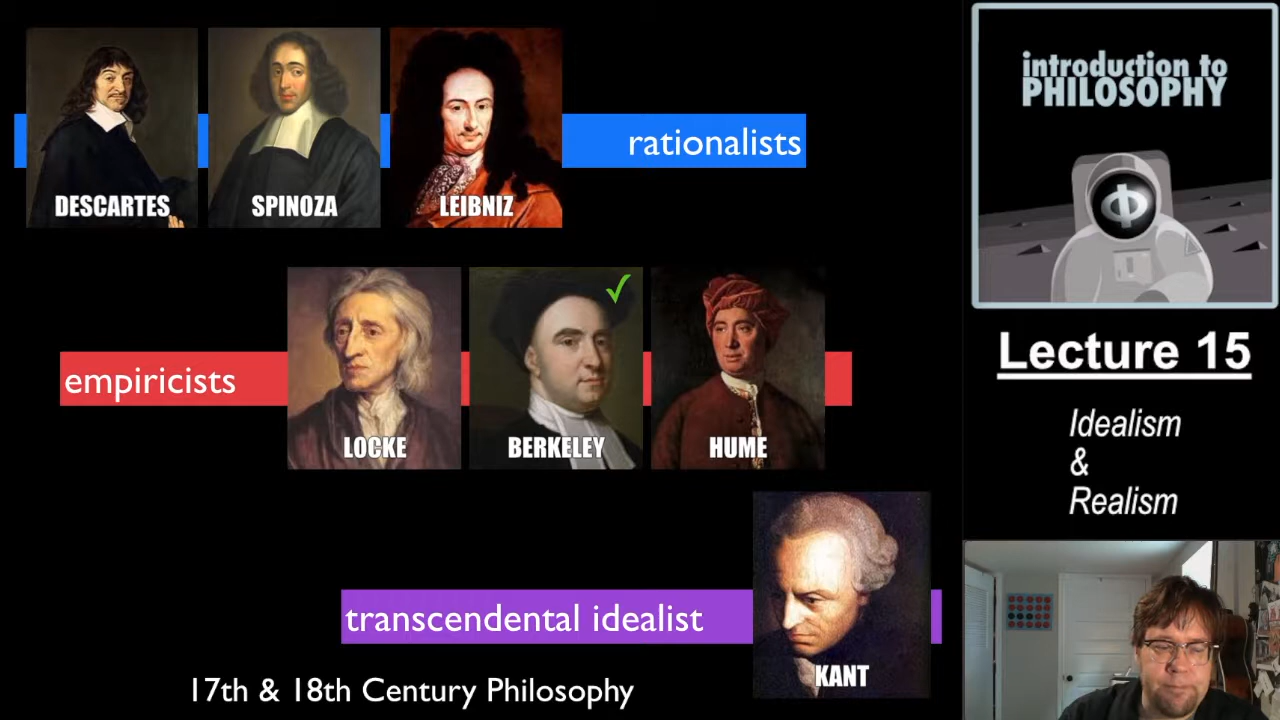 DESCARTES
SPINOZA
LEIBNIZ
rationalists
empiricists
LOCKE
BERKELEY
HUME
transcendental idealist
KANT
17th & 18th Century Philosophy
introduction to
PHILOSOPHY
Φ
Lecture 15
Idealism
&
Realism